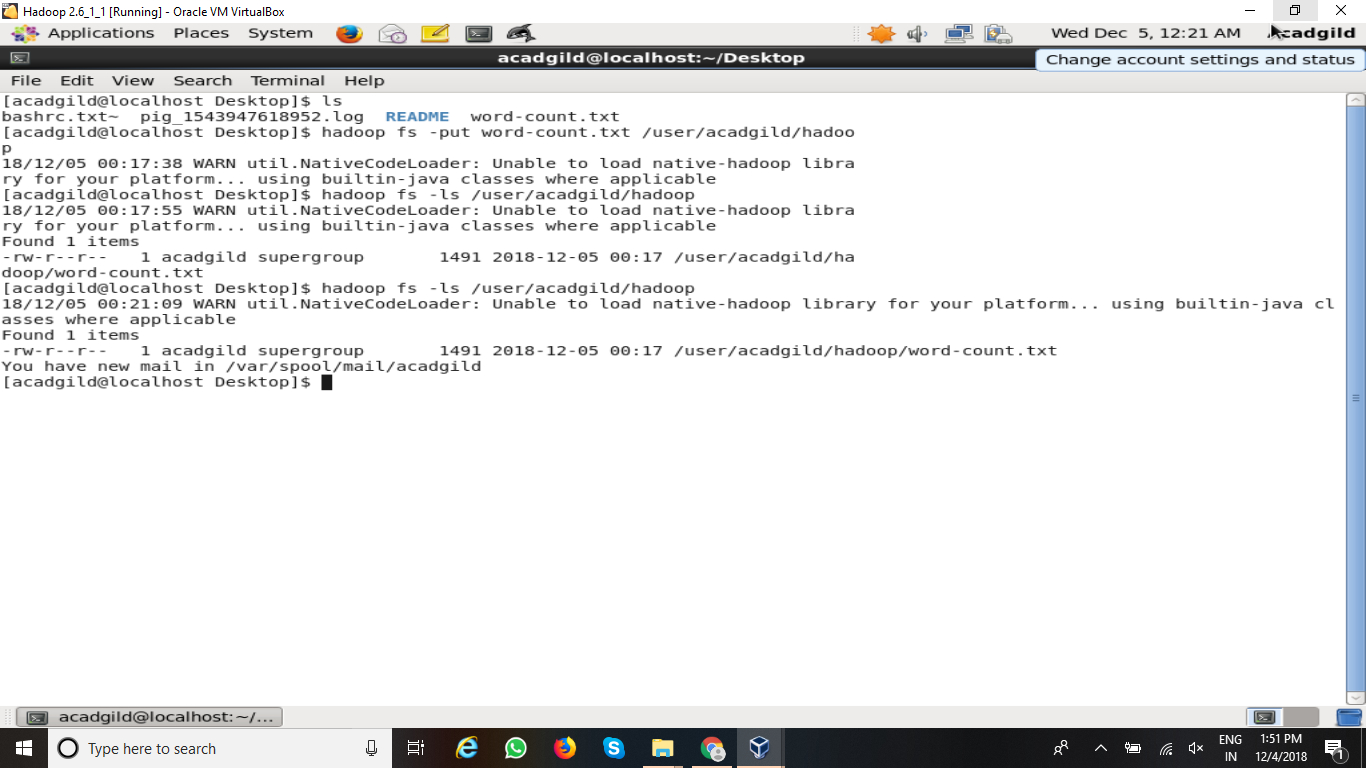 Hadoop 2.6_1_1 [Running] - Oracle VM VirtualBox
Applications Places System Wed Dec 5, 12:21 AM acadgild
acadgild@localhost:~/Desktop
Change account settings and status
File Edit View Search Terminal Help
[acadgild@localhost Desktop]$ ls
bashrc.txt~ pig_1543947618952.log README word-count.txt
[acadgild@localhost Desktop]$ hadoop fs -put word-count.txt /user/acadgild/hadoo
p
18/12/05 00:17:38 WARN util.NativeCodeLoader: Unable to load native-hadoop libra
ry for your platform... using builtin-java classes where applicable
[acadgild@localhost Desktop]$ hadoop fs -ls /user/acadgild/hadoop
18/12/05 00:17:55 WARN util.NativeCodeLoader: Unable to load native-hadoop libra
ry for your platform... using builtin-java classes where applicable
Found 1 items
-rw-r--r-- 1 acadgild supergroup 1491 2018-12-05 00:17 /user/acadgild/ha
doop/word-count.txt
[acadgild@localhost Desktop]$ hadoop fs -ls /user/acadgild/hadoop
18/12/05 00:21:09 WARN util.NativeCodeLoader: Unable to load native-hadoop library for your platform... using builtin-java cl
asses where applicable
Found 1 items
-rw-r--r-- 1 acadgild supergroup 1491 2018-12-05 00:17 /user/acadgild/hadoop/word-count.txt
You have new mail in /var/spool/mail/acadgild
[acadgild@localhost Desktop]$
acadgild@localhost:~/...
Type here to search
ENG
IN
1:51 PM
12/4/2018
1